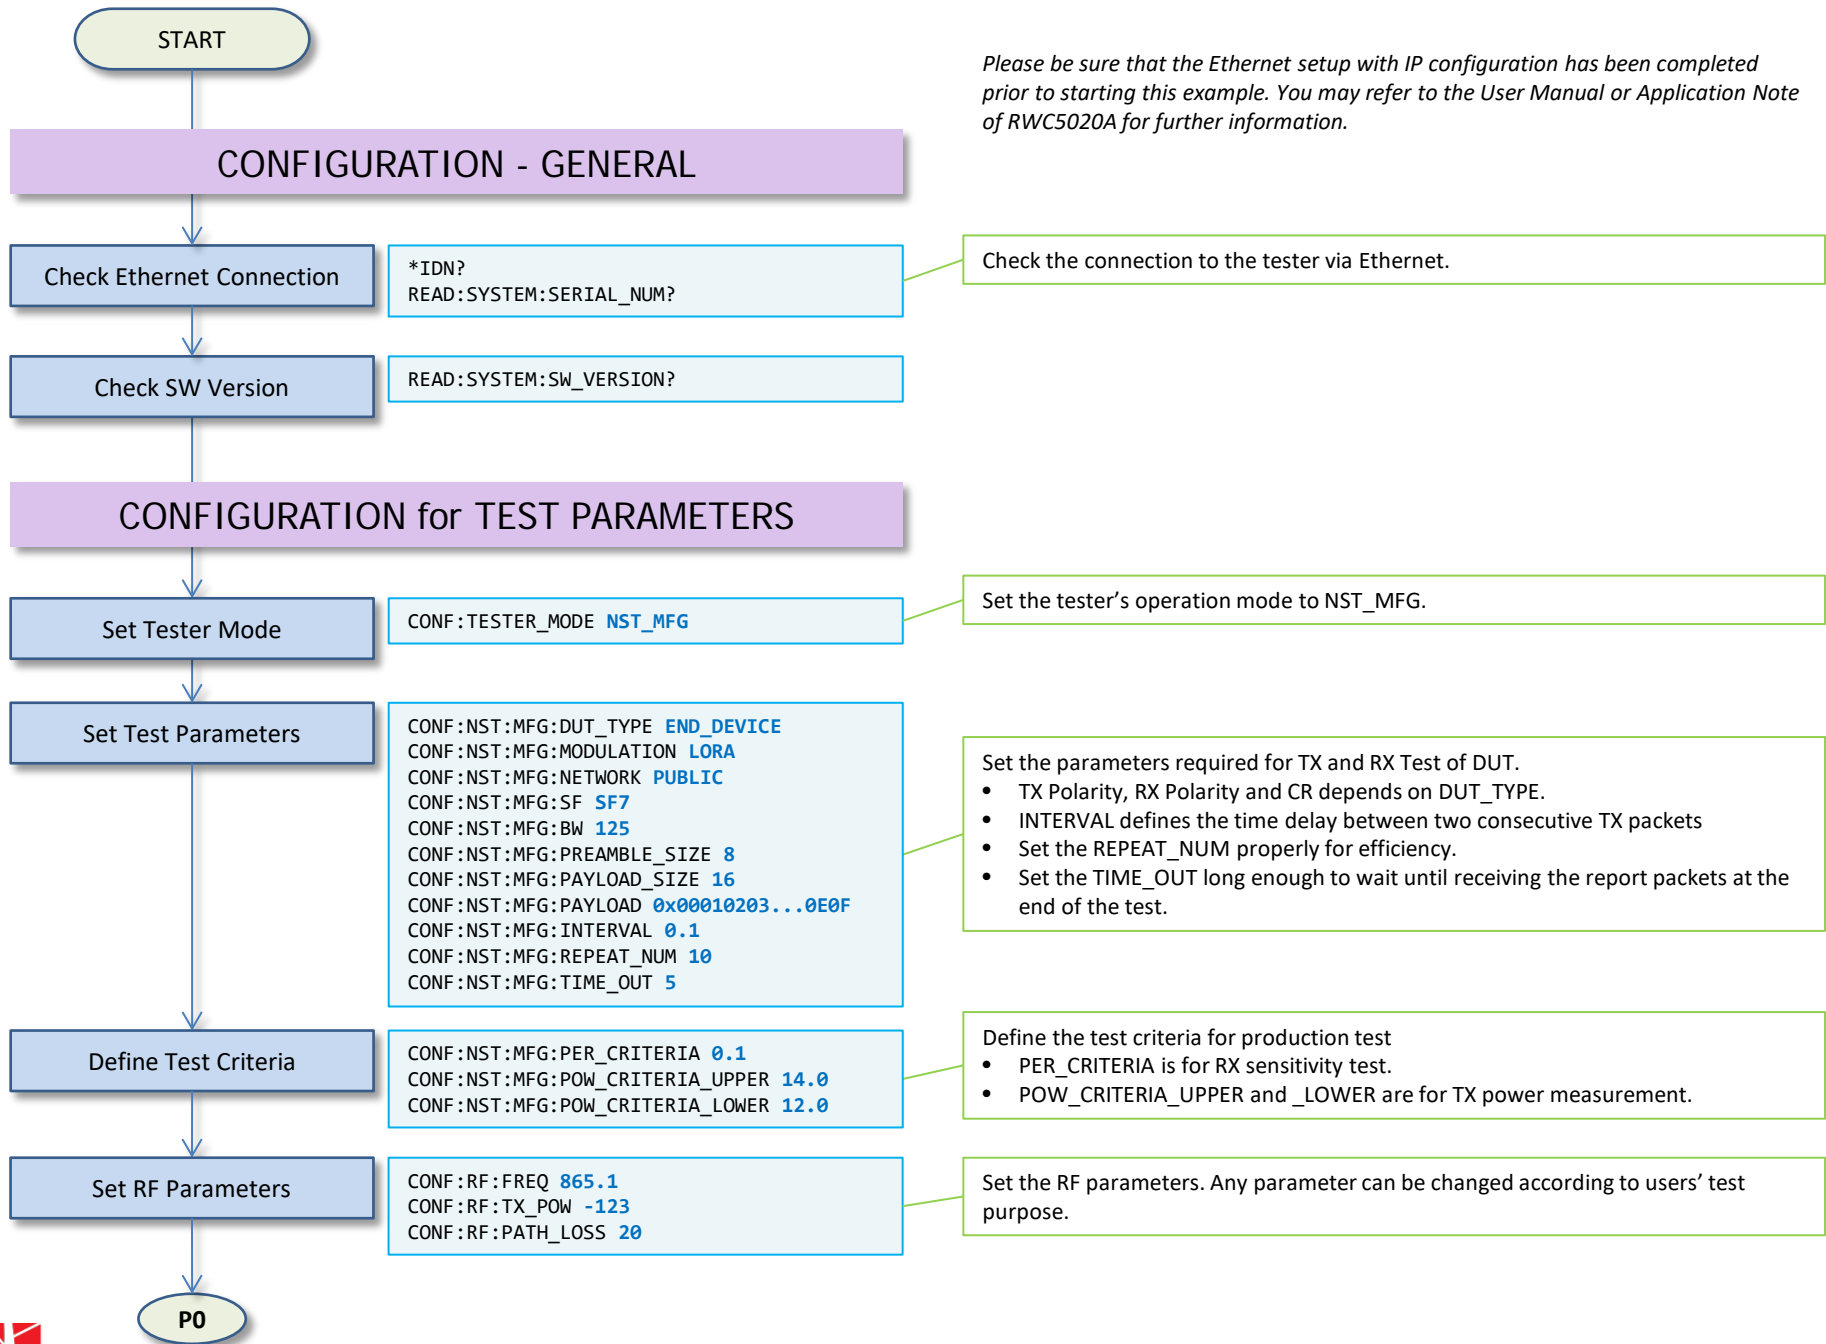 START
Please be sure that the Ethernet setup with IP configuration has been completed
prior to starting this example. You may refer to the User Manual or Application Note
of RWC5020A for further information.
CONFIGURATION - GENERAL
Check Ethernet Connection
*IDN?
READ:SYSTEM:SERIAL_NUM?
Check the connection to the tester via Ethernet.
Check SW Version
READ:SYSTEM:SW_VERSION?
CONFIGURATION for TEST PARAMETERS
Set Tester Mode
CONF:TESTER_MODE NST_MFG
Set the tester’s operation mode to NST_MFG.
Set Test Parameters
CONF:NST:MFG:DUT_TYPE END_DEVICE
CONF:NST:MFG:MODULATION LORA
CONF:NST:MFG:NETWORK PUBLIC
CONF:NST:MFG:SF SF7
CONF:NST:MFG:BW 125
CONF:NST:MFG:PREAMBLE_SIZE 8
CONF:NST:MFG:PAYLOAD_SIZE 16
CONF:NST:MFG:PAYLOAD 0x00010203...0E0F
CONF:NST:MFG:INTERVAL 0.1
CONF:NST:MFG:REPEAT_NUM 10
CONF:NST:MFG:TIME_OUT 5
Set the parameters required for TX and RX Test of DUT.
• TX Polarity, RX Polarity and CR depends on DUT_TYPE.
• INTERVAL defines the time delay between two consecutive TX packets
• Set the REPEAT_NUM properly for efficiency.
• Set the TIME_OUT long enough to wait until receiving the report packets at the
end of the test.
Define Test Criteria
CONF:NST:MFG:PER_CRITERIA 0.1
CONF:NST:MFG:POW_CRITERIA_UPPER 14.0
CONF:NST:MFG:POW_CRITERIA_LOWER 12.0
Define the test criteria for production test
• PER_CRITERIA is for RX sensitivity test.
• POW_CRITERIA_UPPER and _LOWER are for TX power measurement.
Set RF Parameters
CONF:RF:FREQ 865.1
CONF:RF:TX_POW -123
CONF:RF:PATH_LOSS 20
Set the RF parameters. Any parameter can be changed according to users’ test
purpose.
P0